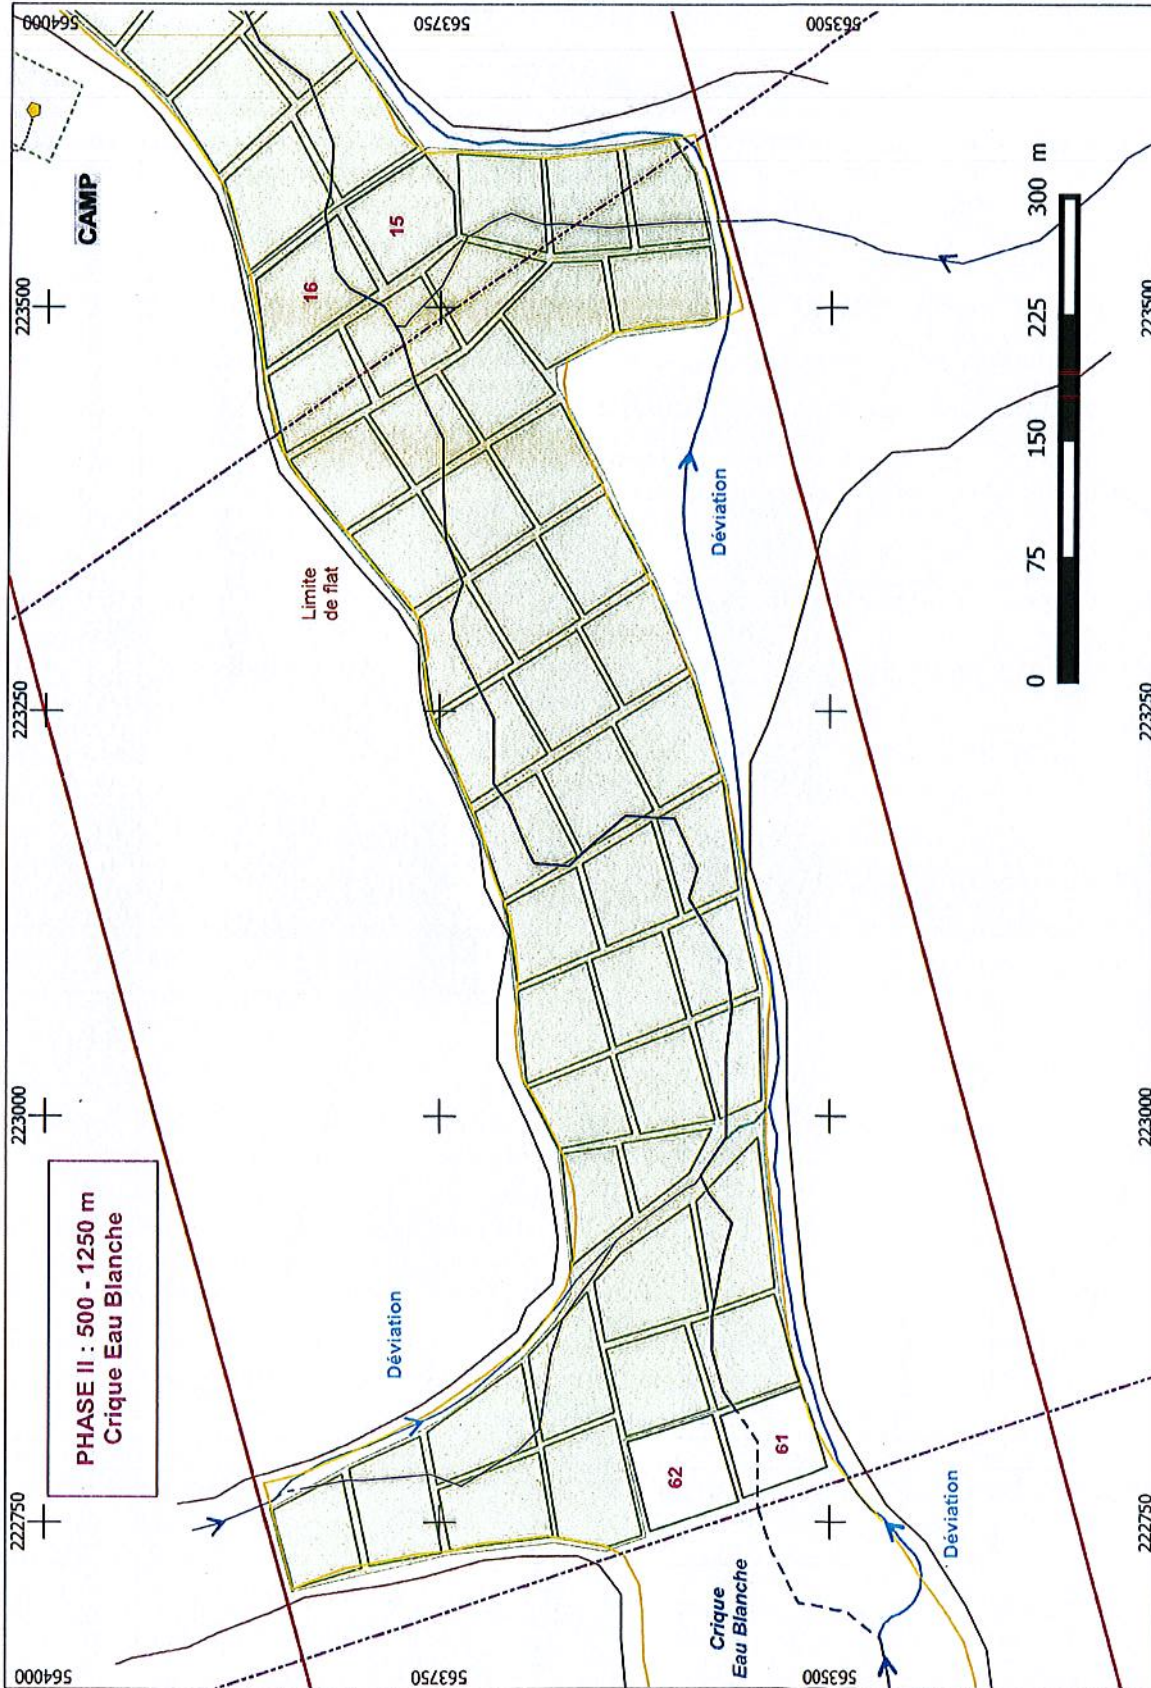 PHASE II : 500 - 1250 m
Crique Eau Blanche
CAMP
16
15
Limite
de flat
Déviation
Déviation
Déviation
62
61
Crique
Eau Blanche
222750
223000
223250
223500
222750
223000
223250
223500
564000
563750
563500
564000
563750
563500
0
75
150
225
300 m